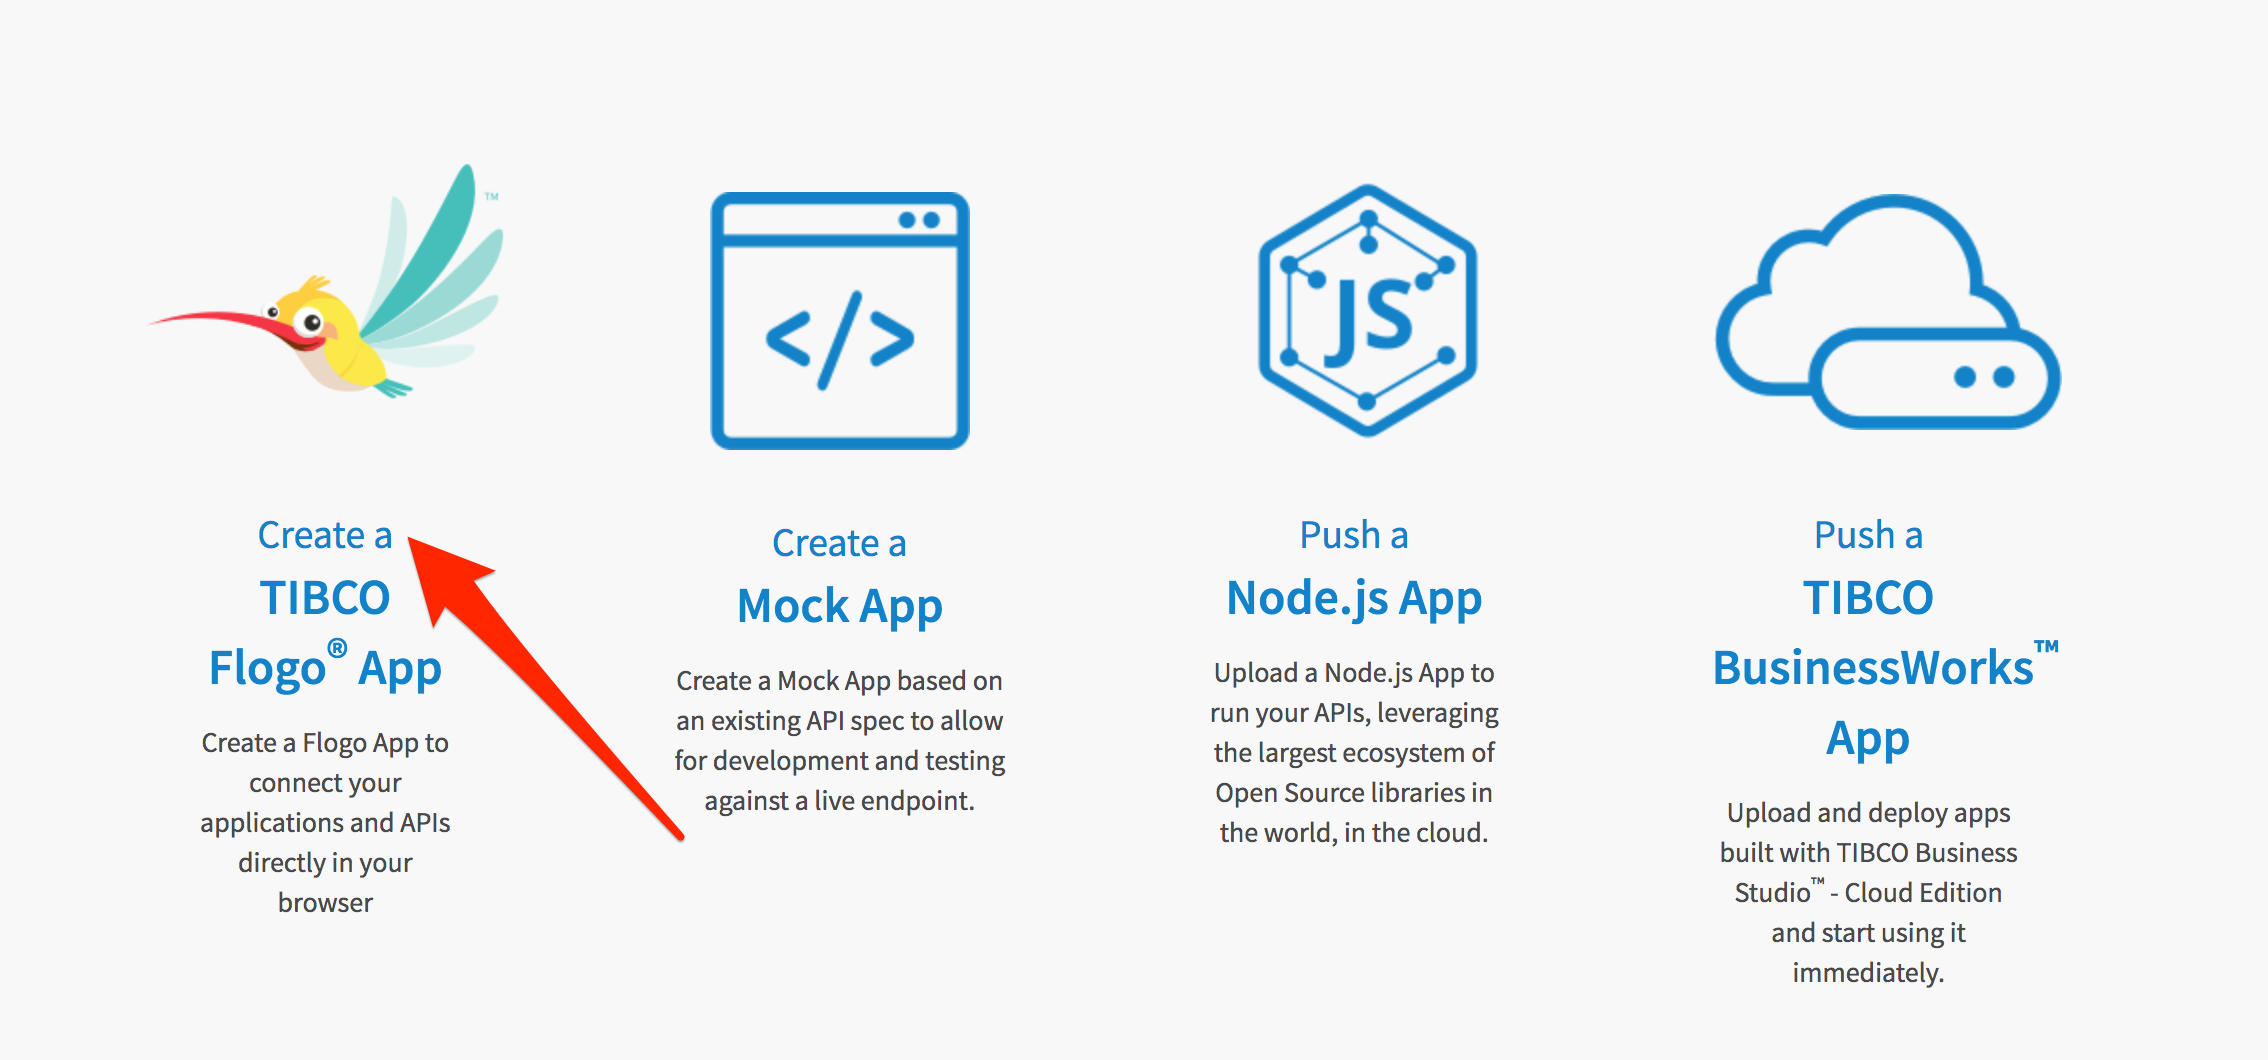 TM
Create a
TIBCO
Flogo® App
Create a Flogo App to
connect your
applications and APIs
directly in your
browser
</>
Create a
Mock App
Create a Mock App based on
an existing API spec to allow
for development and testing
against a live endpoint.
JS
Push a
Node.js App
Upload a Node.js App to
run your APIs, leveraging
the largest ecosystem of
Open Source libraries in
the world, in the cloud.
Push a
TIBCO
BusinessWorks™
App
Upload and deploy apps
built with TIBCO Business
Studio™ - Cloud Edition
and start using it
immediately.